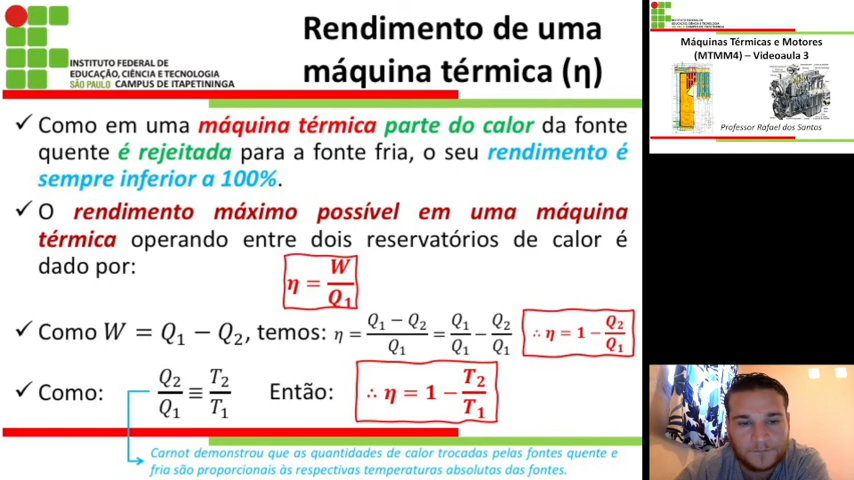 Rendimento de uma
máquina térmica (η)
INSTITUTO FEDERAL DE
EDUCAÇÃO, CIÊNCIA E TECNOLOGIA
SÃO PAULO CAMPUS DE ITAPETININGA
✓ Como em uma máquina térmica parte do calor da fonte
quente é rejeitada para a fonte fria, o seu rendimento é
sempre inferior a 100%.
✓ O rendimento máximo possível em uma máquina
térmica operando entre dois reservatórios de calor é
dado por:
η = W/Q₁
✓ Como W = Q₁ − Q₂, temos: η = (Q₁ − Q₂)/Q₁ = Q₁/Q₁ − Q₂/Q₁ ∴ η = 1 − Q₂/Q₁
✓ Como: Q₂/Q₁ ≡ T₂/T₁ Então: ∴ η = 1 − T₂/T₁
Carnot demonstrou que as quantidades de calor trocadas pelas fontes quente e
fria são proporcionais às respectivas temperaturas absolutas das fontes.
Máquinas Térmicas e Motores
(MTMM4) – Videoaula 3
Professor Rafael dos Santos